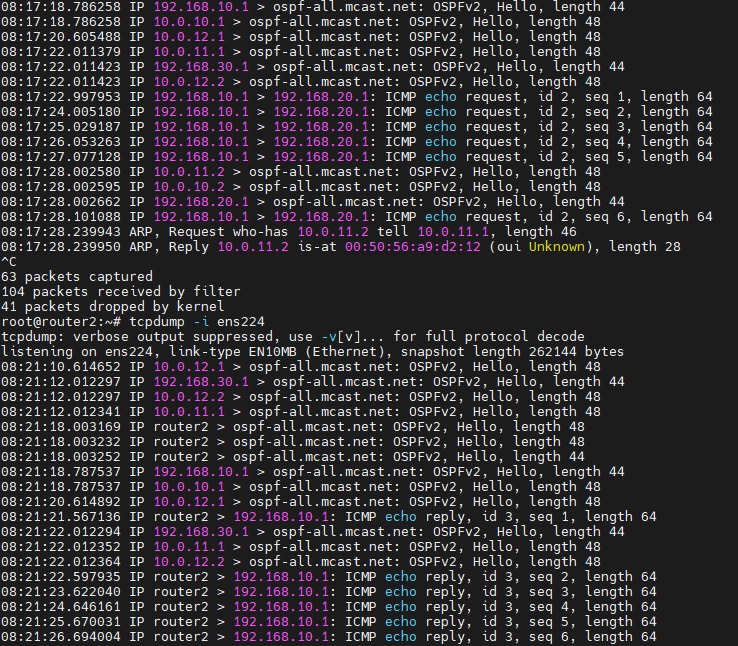 08:17:18.786258 IP 192.168.10.1 > ospf-all.mcast.net: OSPFv2, Hello, length 44
08:17:18.786258 IP 10.0.10.1 > ospf-all.mcast.net: OSPFv2, Hello, length 48
08:17:20.605488 IP 10.0.12.1 > ospf-all.mcast.net: OSPFv2, Hello, length 48
08:17:22.011379 IP 10.0.11.1 > ospf-all.mcast.net: OSPFv2, Hello, length 48
08:17:22.011423 IP 192.168.30.1 > ospf-all.mcast.net: OSPFv2, Hello, length 44
08:17:22.011423 IP 10.0.12.2 > ospf-all.mcast.net: OSPFv2, Hello, length 48
08:17:22.997953 IP 192.168.10.1 > 192.168.20.1: ICMP echo request, id 2, seq 1, length 64
08:17:24.005180 IP 192.168.10.1 > 192.168.20.1: ICMP echo request, id 2, seq 2, length 64
08:17:25.029187 IP 192.168.10.1 > 192.168.20.1: ICMP echo request, id 2, seq 3, length 64
08:17:26.053263 IP 192.168.10.1 > 192.168.20.1: ICMP echo request, id 2, seq 4, length 64
08:17:27.077128 IP 192.168.10.1 > 192.168.20.1: ICMP echo request, id 2, seq 5, length 64
08:17:28.002580 IP 10.0.11.2 > ospf-all.mcast.net: OSPFv2, Hello, length 48
08:17:28.002595 IP 10.0.10.2 > ospf-all.mcast.net: OSPFv2, Hello, length 48
08:17:28.002662 IP 192.168.20.1 > ospf-all.mcast.net: OSPFv2, Hello, length 44
08:17:28.101088 IP 192.168.10.1 > 192.168.20.1: ICMP echo request, id 2, seq 6, length 64
08:17:28.239943 ARP, Request who-has 10.0.11.2 tell 10.0.11.1, length 46
08:17:28.239950 ARP, Reply 10.0.11.2 is-at 00:50:56:a9:d2:12 (oui Unknown), length 28
^C
63 packets captured
104 packets received by filter
41 packets dropped by kernel
root@router2:~# tcpdump -i ens224
tcpdump: verbose output suppressed, use -v[v]... for full protocol decode
listening on ens224, link-type EN10MB (Ethernet), snapshot length 262144 bytes
08:21:10.614652 IP 10.0.12.1 > ospf-all.mcast.net: OSPFv2, Hello, length 48
08:21:12.012297 IP 192.168.30.1 > ospf-all.mcast.net: OSPFv2, Hello, length 44
08:21:12.012297 IP 10.0.12.2 > ospf-all.mcast.net: OSPFv2, Hello, length 48
08:21:12.012341 IP 10.0.11.1 > ospf-all.mcast.net: OSPFv2, Hello, length 48
08:21:18.003169 IP router2 > ospf-all.mcast.net: OSPFv2, Hello, length 48
08:21:18.003232 IP router2 > ospf-all.mcast.net: OSPFv2, Hello, length 48
08:21:18.003252 IP router2 > ospf-all.mcast.net: OSPFv2, Hello, length 44
08:21:18.787537 IP 192.168.10.1 > ospf-all.mcast.net: OSPFv2, Hello, length 44
08:21:18.787537 IP 10.0.10.1 > ospf-all.mcast.net: OSPFv2, Hello, length 48
08:21:20.614892 IP 10.0.12.1 > ospf-all.mcast.net: OSPFv2, Hello, length 48
08:21:21.567136 IP router2 > 192.168.10.1: ICMP echo reply, id 3, seq 1, length 64
08:21:22.012294 IP 192.168.30.1 > ospf-all.mcast.net: OSPFv2, Hello, length 44
08:21:22.012352 IP 10.0.11.1 > ospf-all.mcast.net: OSPFv2, Hello, length 48
08:21:22.012364 IP 10.0.12.2 > ospf-all.mcast.net: OSPFv2, Hello, length 48
08:21:22.597935 IP router2 > 192.168.10.1: ICMP echo reply, id 3, seq 2, length 64
08:21:23.622040 IP router2 > 192.168.10.1: ICMP echo reply, id 3, seq 3, length 64
08:21:24.646161 IP router2 > 192.168.10.1: ICMP echo reply, id 3, seq 4, length 64
08:21:25.670031 IP router2 > 192.168.10.1: ICMP echo reply, id 3, seq 5, length 64
08:21:26.694004 IP router2 > 192.168.10.1: ICMP echo reply, id 3, seq 6, length 64